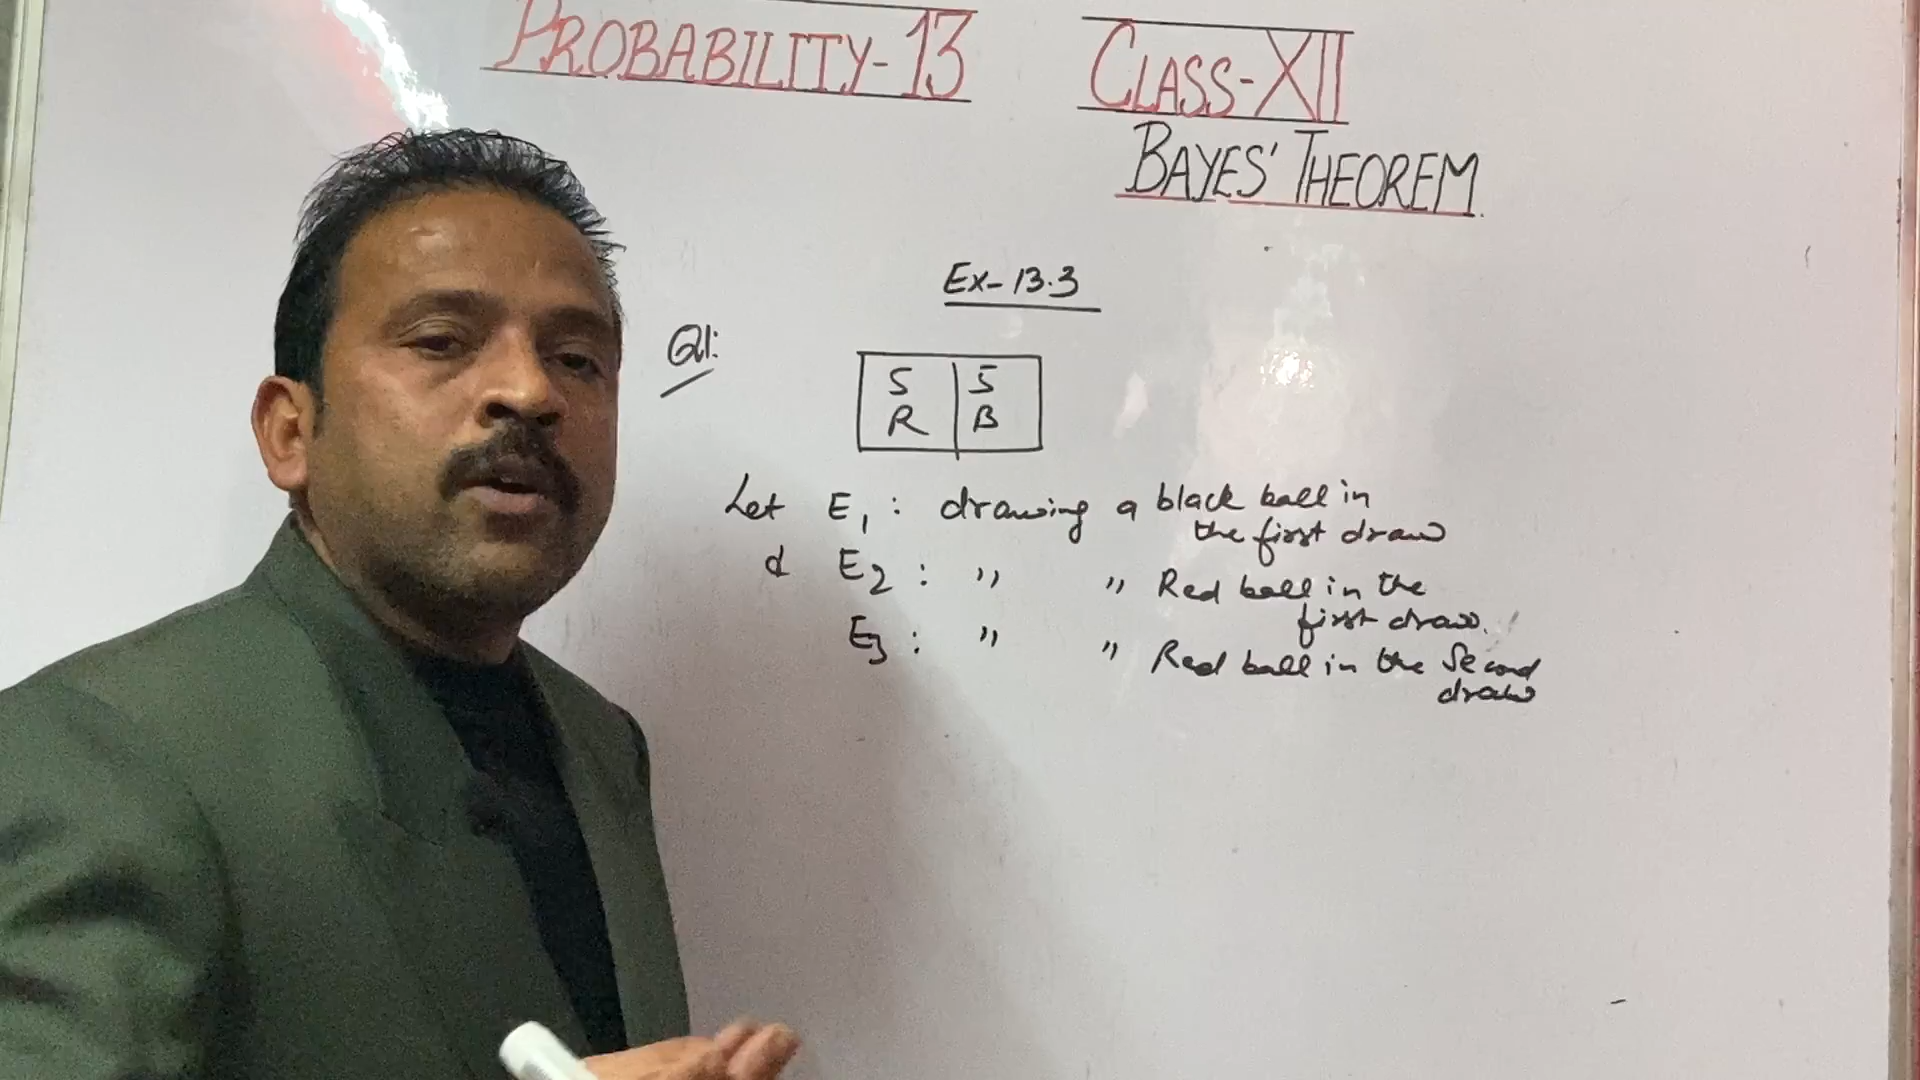 PROBABILITY-13 CLASS-XII
BAYES' THEOREM.
Ex-13.3
Q1:
5 5
R B
Let E1 : drawing a black ball in
the first draw
& E2 : " " Red ball in the
first draw.
E3 : " " Red ball in the Second
draw